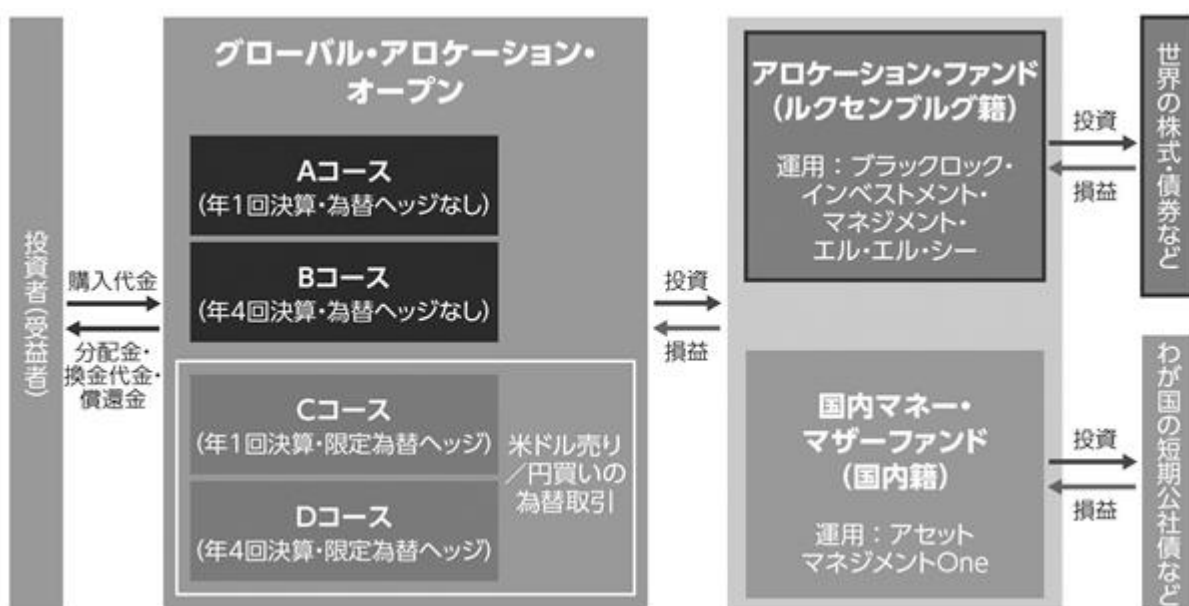 投資者(受益者)
購入代金
分配金・
換金代金・
償還金
グローバル・アロケーション・
オープン
Aコース
(年1回決算・為替ヘッジなし)
Bコース
(年4回決算・為替ヘッジなし)
Cコース
(年1回決算・限定為替ヘッジ)
Dコース
(年4回決算・限定為替ヘッジ)
米ドル売り
/円買いの
為替取引
投資
損益
アロケーション・ファンド
(ルクセンブルグ籍)
運用:ブラックロック・
インベストメント・
マネジメント・
エル・エル・シー
国内マネー・
マザーファンド
(国内籍)
運用:アセット
マネジメントOne
投資
損益
世界の株式・債券など
投資
損益
わが国の短期公社債など